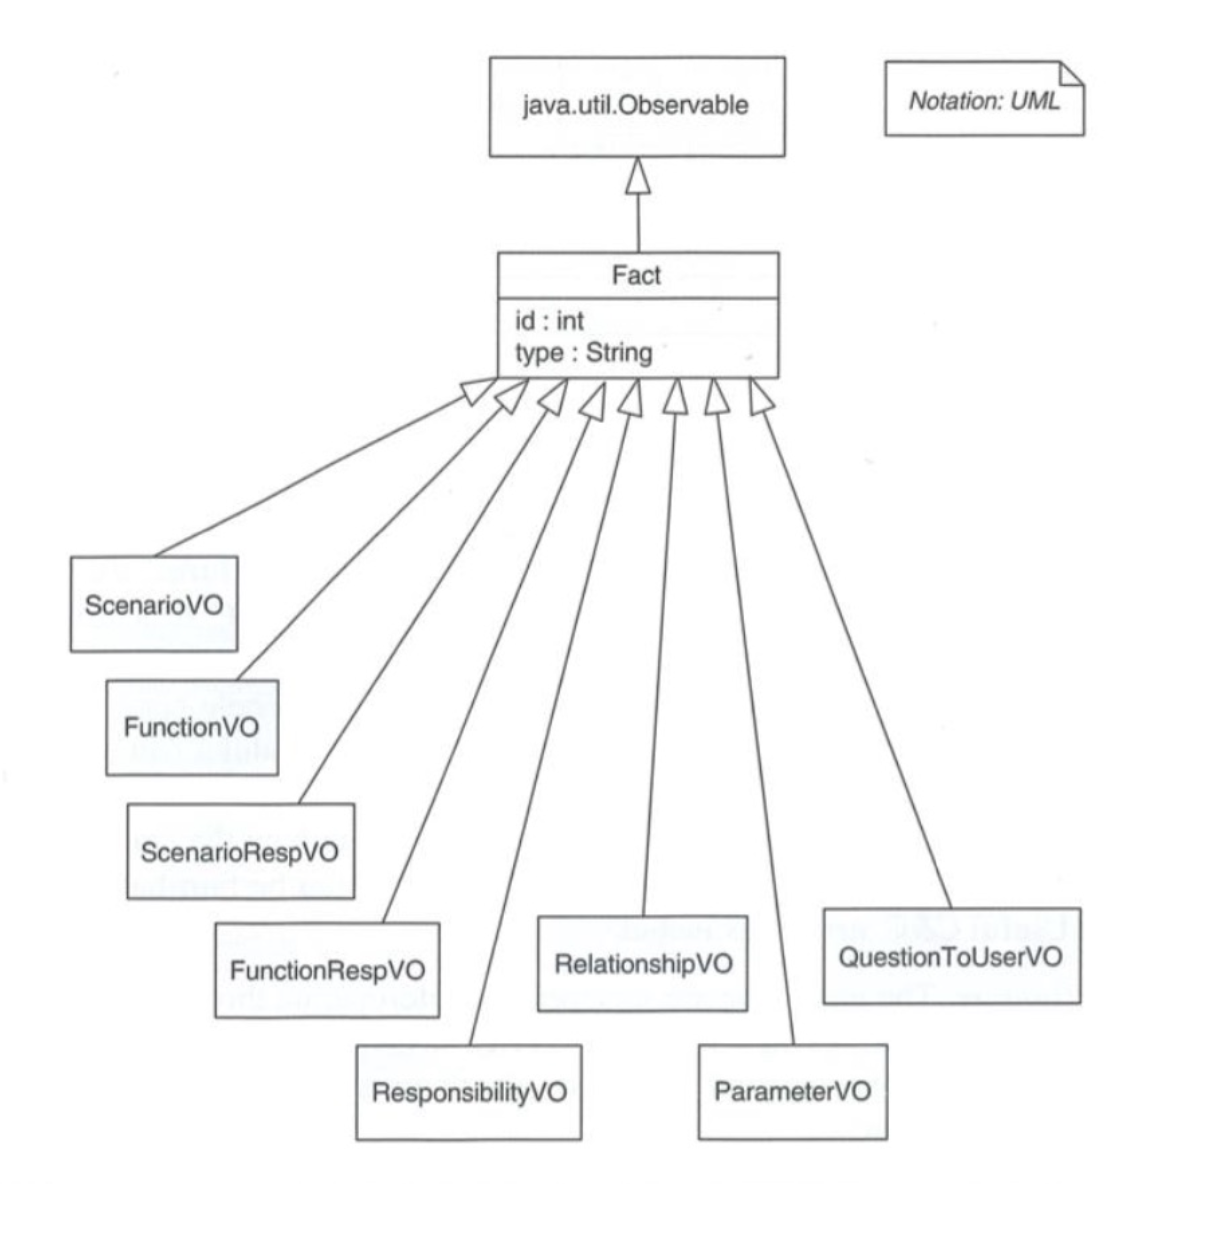 java.util.Observable
Notation: UML
Fact
id : int
type : String
ScenarioVO
FunctionVO
ScenarioRespVO
FunctionRespVO
RelationshipVO
QuestionToUserVO
ResponsibilityVO
ParameterVO